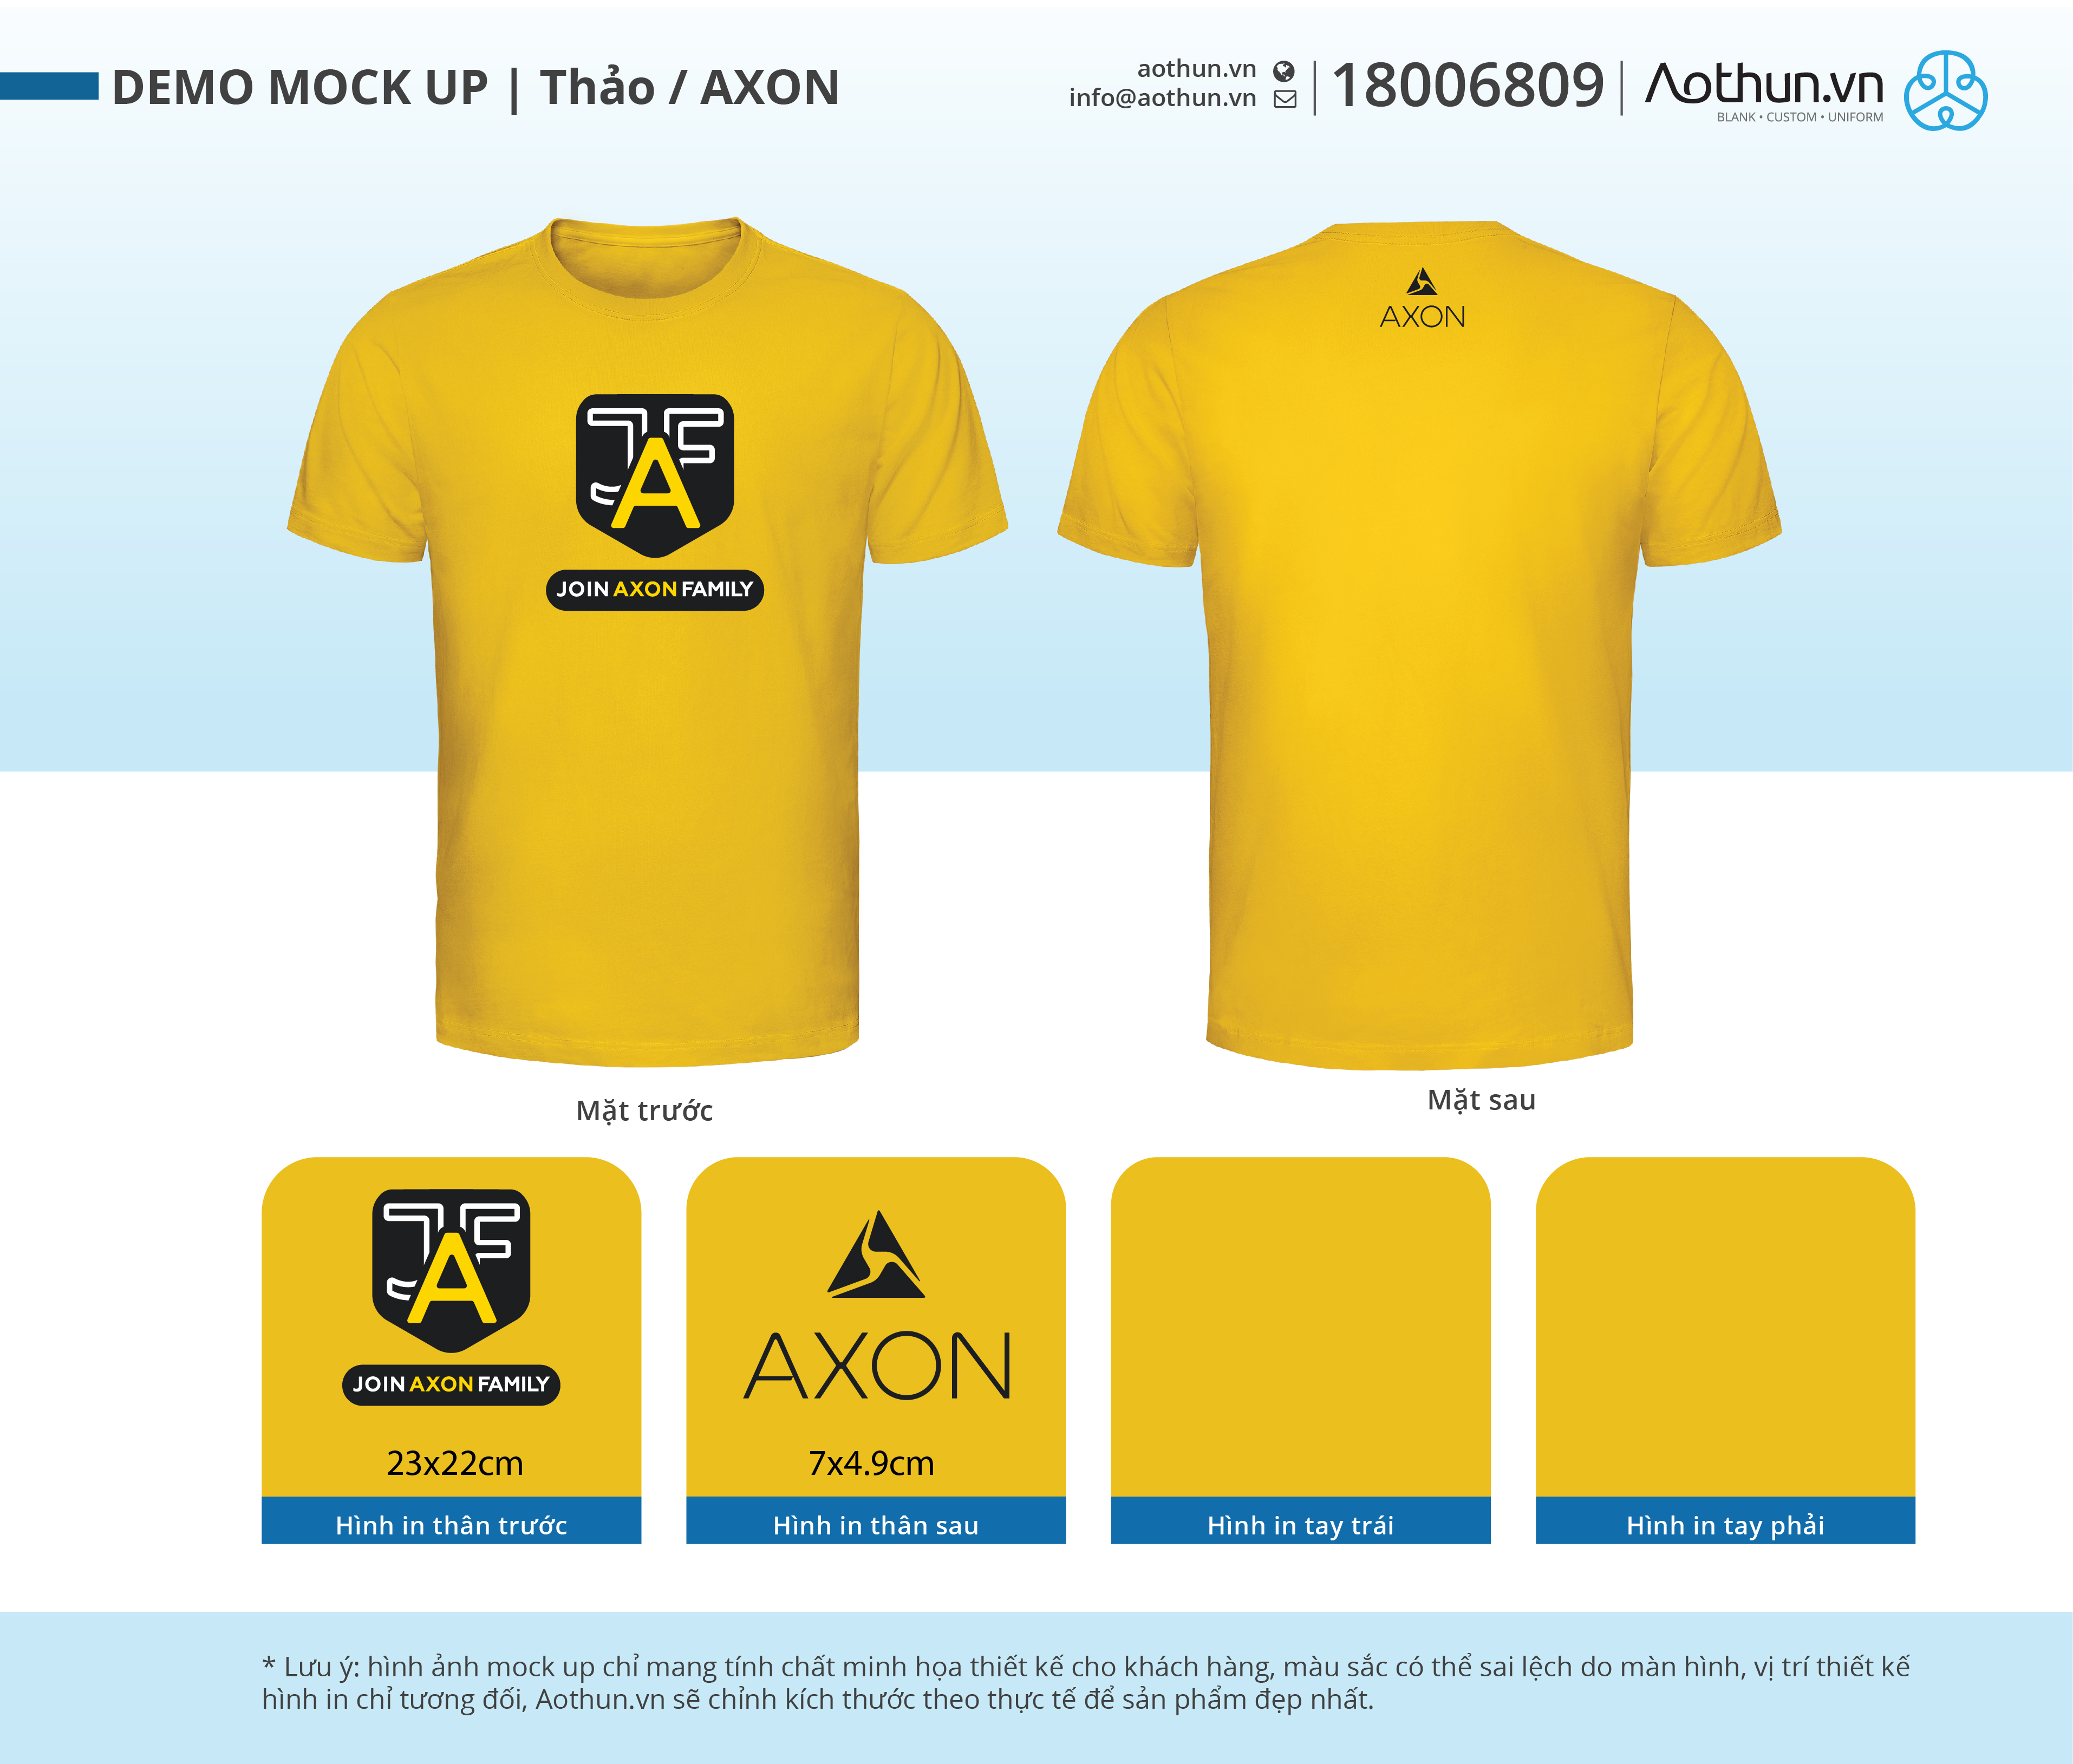 DEMO MOCK UP | Thảo / AXON
aothun.vn
info@aothun.vn
18006809
Aothun.vn
BLANK • CUSTOM • UNIFORM
AXON
JAF
JOIN AXON FAMILY
Mặt trước
Mặt sau
JAF
JOIN AXON FAMILY
23x22cm
Hình in thân trước
AXON
7x4.9cm
Hình in thân sau
Hình in tay trái
Hình in tay phải
* Lưu ý: hình ảnh mock up chỉ mang tính chất minh họa thiết kế cho khách hàng, màu sắc có thể sai lệch do màn hình, vị trí thiết kế
hình in chỉ tương đối, Aothun.vn sẽ chỉnh kích thước theo thực tế để sản phẩm đẹp nhất.